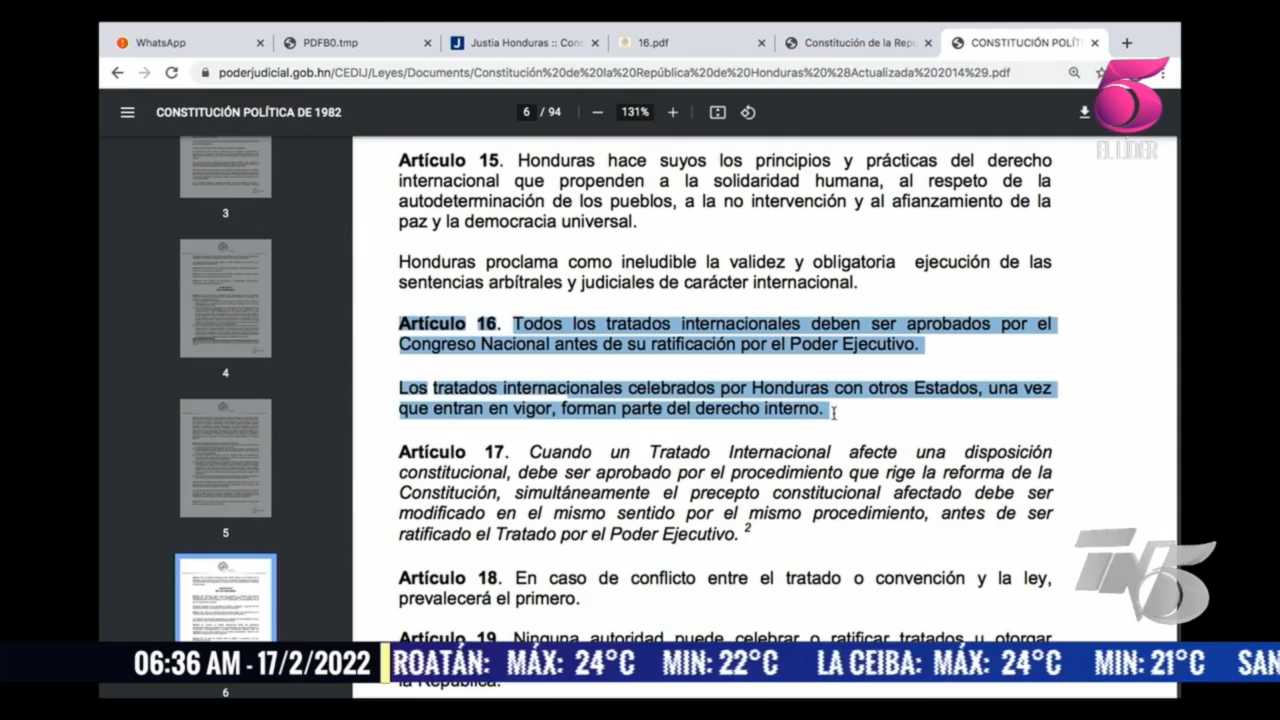 WhatsApp
PDFB0.tmp
Justia Honduras :: Con
16.pdf
Constitución de la Repu
CONSTITUCIÓN POLÍT
poderjudicial.gob.hn/CEDIJ/Leyes/Documents/Constitución%20de%20la%20República%20de%20Honduras%20%28Actualizada%202014%29.pdf
CONSTITUCIÓN POLÍTICA DE 1982
6 / 94
131%
5
EL LÍDER
3
4
5
6
Artículo 15. Honduras hace suyos los principios y prácticas del derecho
internacional que propenden a la solidaridad humana, al respeto de la
autodeterminación de los pueblos, a la no intervención y al afianzamiento de la
paz y la democracia universal.
Honduras proclama como ineludible la validez y obligatoria ejecución de las
sentencias arbítrales y judiciales de carácter internacional.
Artículo 16. Todos los tratados internacionales deben ser aprobados por el
Congreso Nacional antes de su ratificación por el Poder Ejecutivo.
Los tratados internacionales celebrados por Honduras con otros Estados, una vez
que entran en vigor, forman parte del derecho interno.
Artículo 17. Cuando un Tratado Internacional afecte una disposición
constitucional, debe ser aprobado por el procedimiento que rige la reforma de la
Constitución, simultáneamente el precepto constitucional afectado debe ser
modificado en el mismo sentido por el mismo procedimiento, antes de ser
ratificado el Tratado por el Poder Ejecutivo. 2
Artículo 18. En caso de conflicto entre el tratado o convención y la ley,
prevalecerá el primero.
Artículo 19. Ninguna autoridad puede celebrar o ratificar tratados u otorgar
la República.
TN5
06:36 AM - 17/2/2022
ROATÁN: MÁX: 24°C MIN: 22°C LA CEIBA: MÁX: 24°C MIN: 21°C SAN